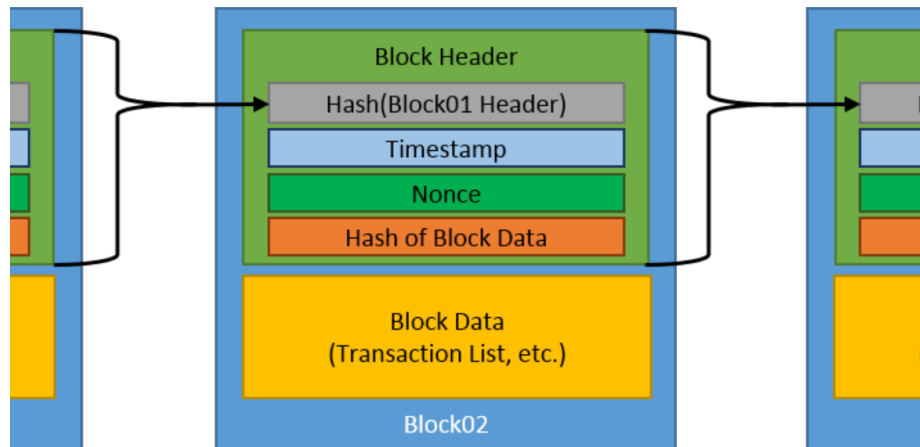 Block Header
Hash(Block01 Header)
Timestamp
Nonce
Hash of Block Data
Block Data
(Transaction List, etc.)
Block02